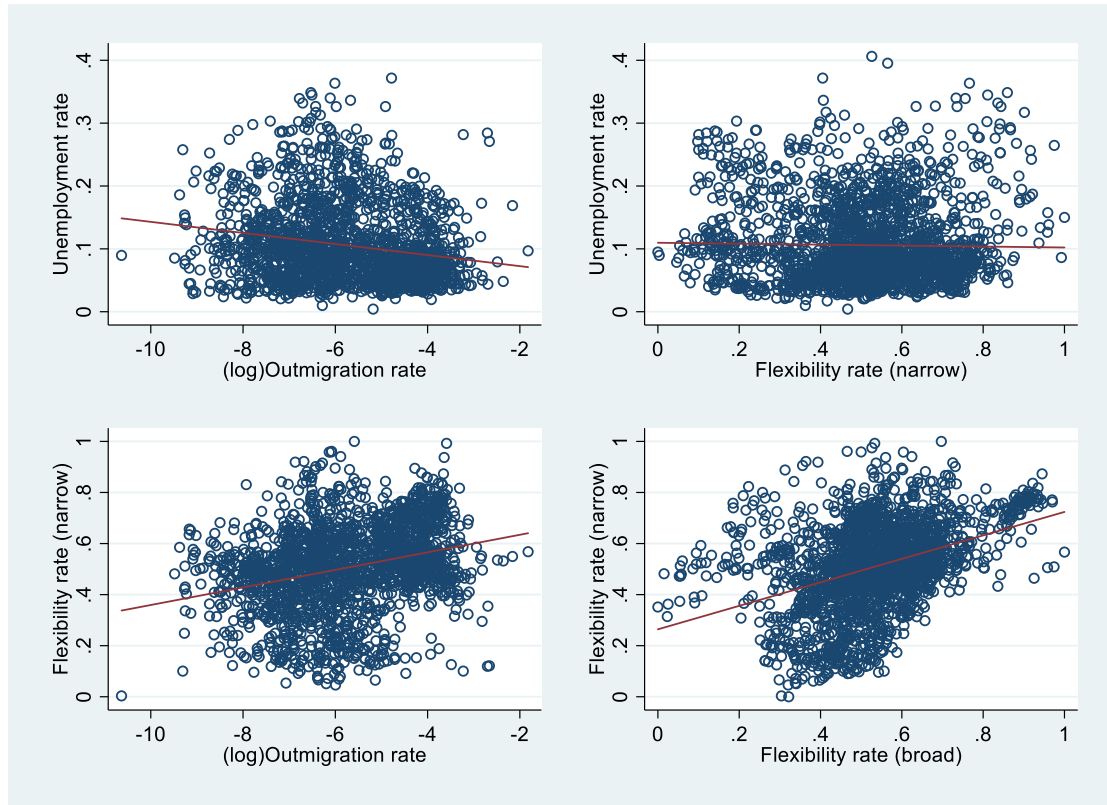 Unemployment rate
.4
.3
.2
.1
0
-10 -8 -6 -4 -2
(log)Outmigration rate
Unemployment rate
.4
.3
.2
.1
0
0 .2 .4 .6 .8 1
Flexibility rate (narrow)
Flexibility rate (narrow)
1
.8
.6
.4
.2
0
-10 -8 -6 -4 -2
(log)Outmigration rate
Flexibility rate (narrow)
1
.8
.6
.4
.2
0
0 .2 .4 .6 .8 1
Flexibility rate (broad)